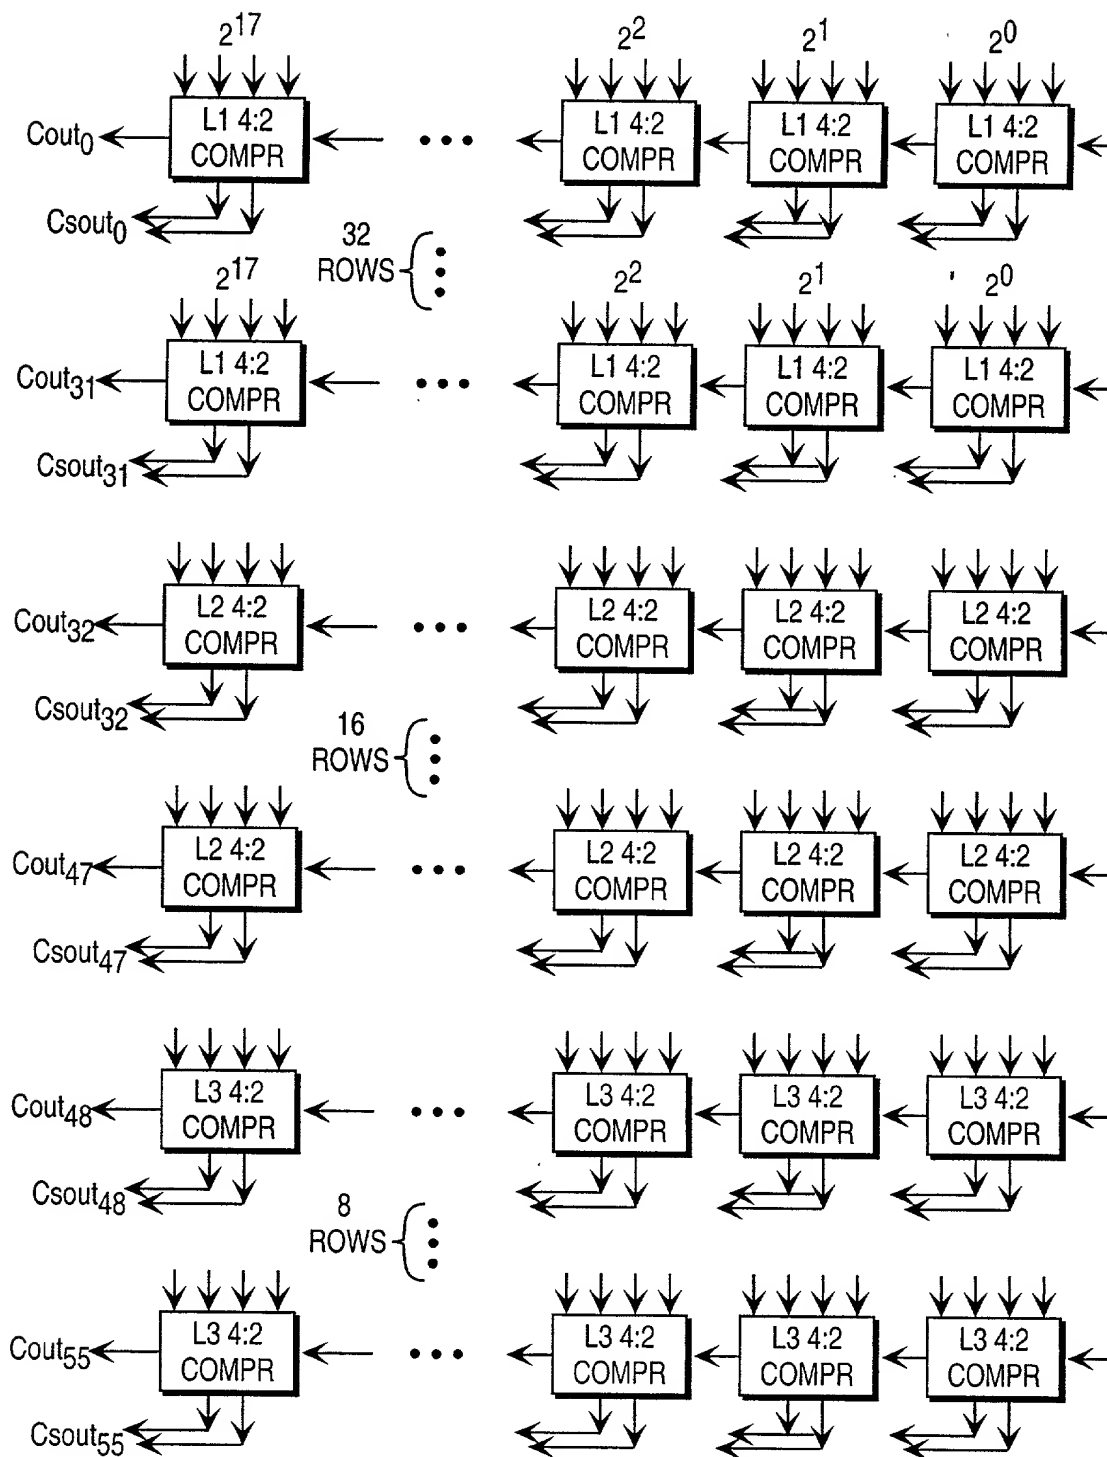 2^17 2^2 2^1 2^0
L1 4:2 COMPR L1 4:2 COMPR L1 4:2 COMPR L1 4:2 COMPR
Cout0
Csout0
32 ROWS
2^17 2^2 2^1 2^0
L1 4:2 COMPR L1 4:2 COMPR L1 4:2 COMPR L1 4:2 COMPR
Cout31
Csout31
L2 4:2 COMPR L2 4:2 COMPR L2 4:2 COMPR L2 4:2 COMPR
Cout32
Csout32
16 ROWS
L2 4:2 COMPR L2 4:2 COMPR L2 4:2 COMPR L2 4:2 COMPR
Cout47
Csout47
L3 4:2 COMPR L3 4:2 COMPR L3 4:2 COMPR L3 4:2 COMPR
Cout48
Csout48
8 ROWS
L3 4:2 COMPR L3 4:2 COMPR L3 4:2 COMPR L3 4:2 COMPR
Cout55
Csout55